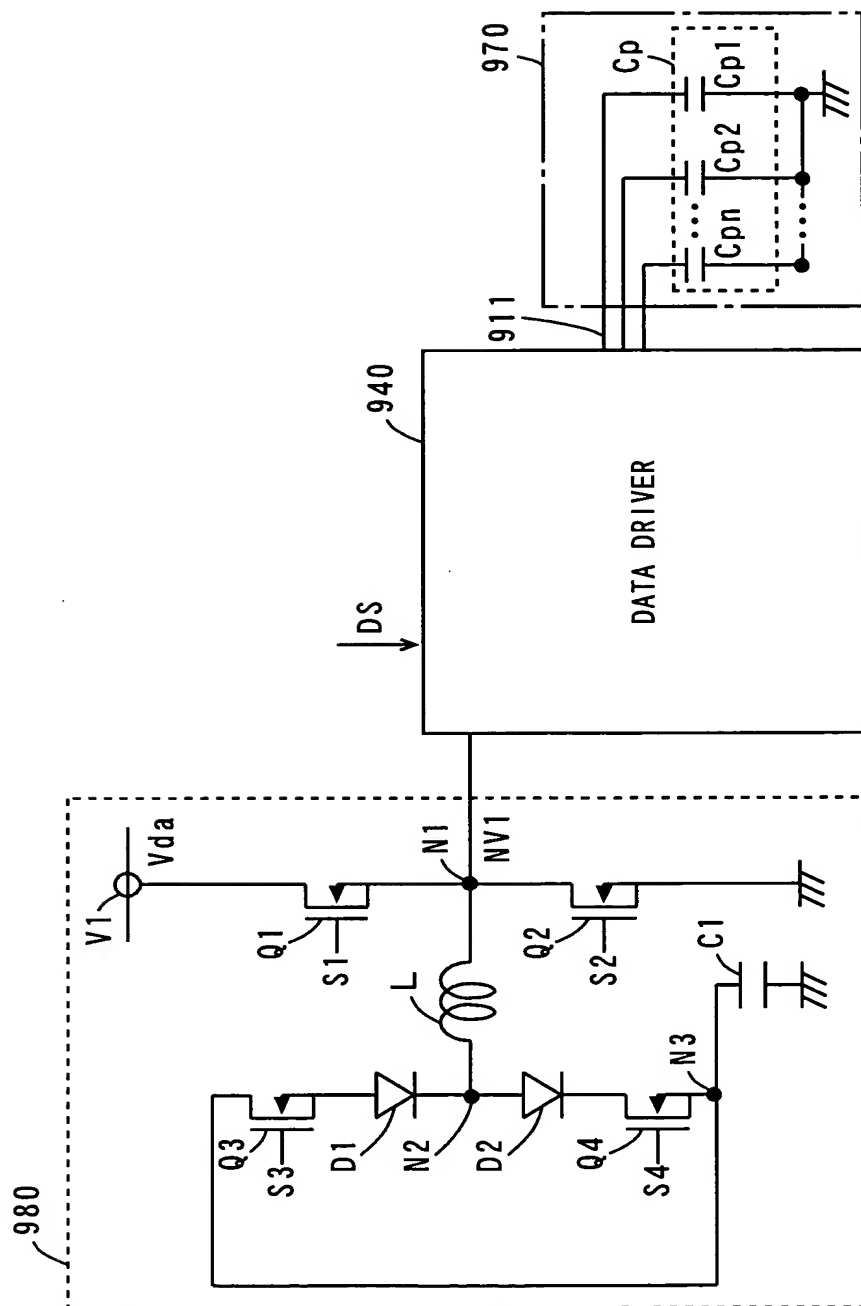 980
V1
Vda
Q1
S1
N1
NV1
L
Q3
S3
D1
N2
D2
Q4
S4
N3
Q2
S2
C1
DS
940
DATA DRIVER
911
970
Cp
Cp1
Cp2
Cpn